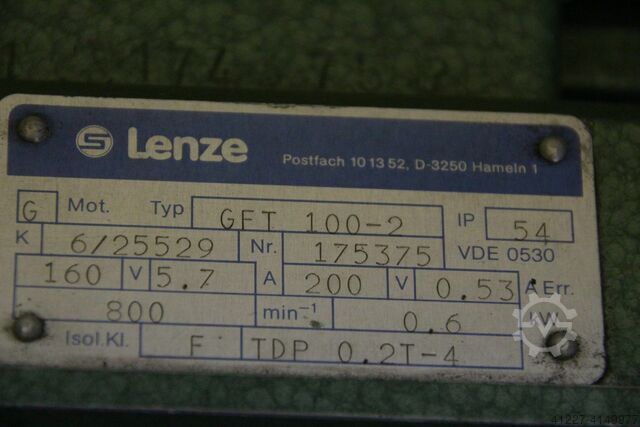 Lenze
Postfach 10 13 52, D-3250 Hameln 1
G Mot. Typ GFT 100-2 IP 54
K 6/25529 Nr. 175375 VDE 0530
160 V 5.7 A 200 V 0.53 A Err.
800 min⁻¹ 0.6 kW
Isol.Kl. F TDP 0.2T-4
41227-4149977